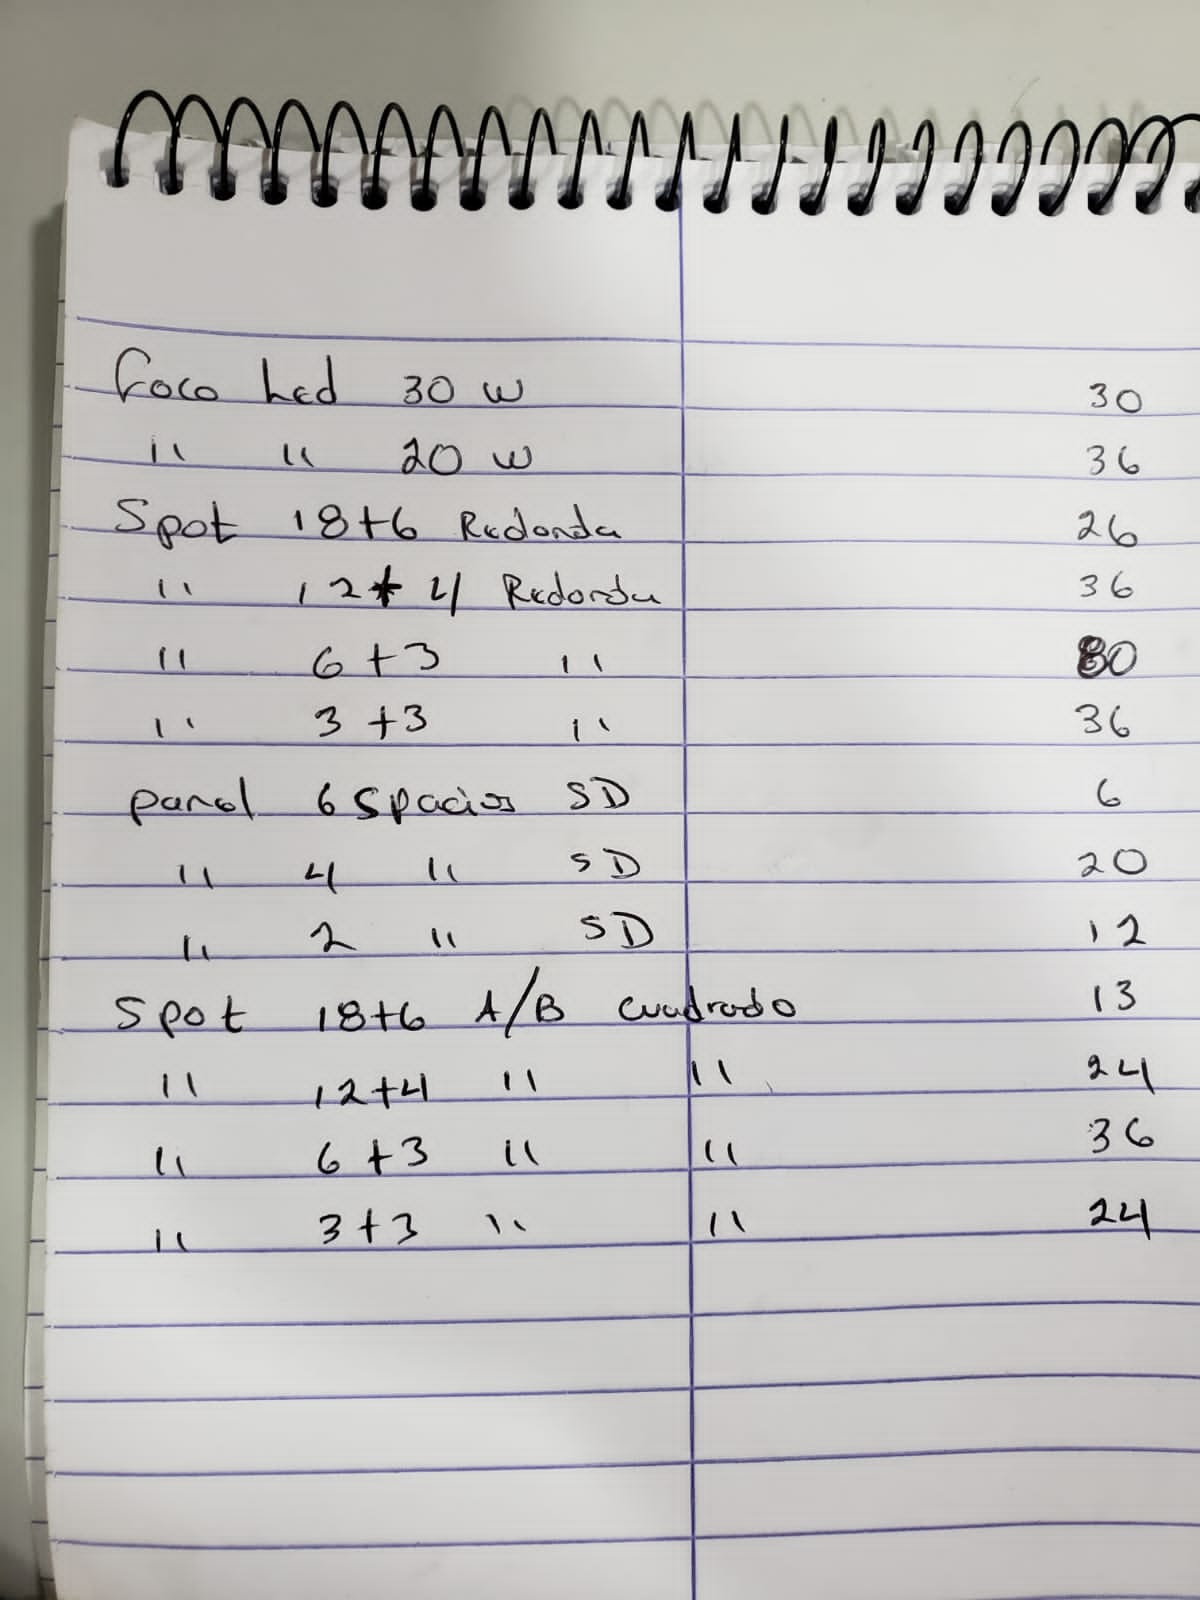 Foco Led 30 W 30
" " 20 W 36
Spot 18+6 Redonda 26
" 12+4 Redonda 36
" 6+3 " 80
" 3+3 " 36
panel 6 Spacios SD 6
" 4 " SD 20
" 2 " SD 12
Spot 18+6 A/B Cuadrado 13
" 12+4 " " 24
" 6+3 " " 36
" 3+3 " " 24